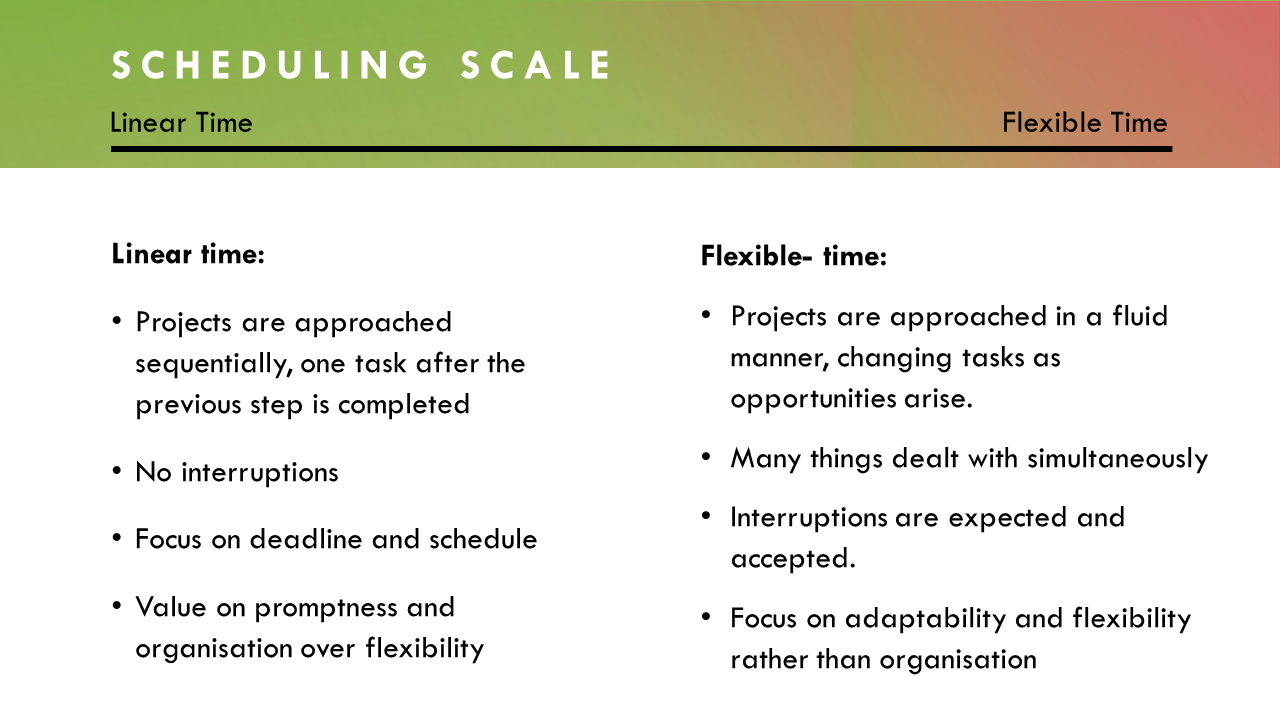 SCHEDULING SCALE
Linear Time
Flexible Time
Linear time:
• Projects are approached
sequentially, one task after the
previous step is completed
• No interruptions
• Focus on deadline and schedule
• Value on promptness and
organisation over flexibility
Flexible- time:
• Projects are approached in a fluid
manner, changing tasks as
opportunities arise.
• Many things dealt with simultaneously
• Interruptions are expected and
accepted.
• Focus on adaptability and flexibility
rather than organisation